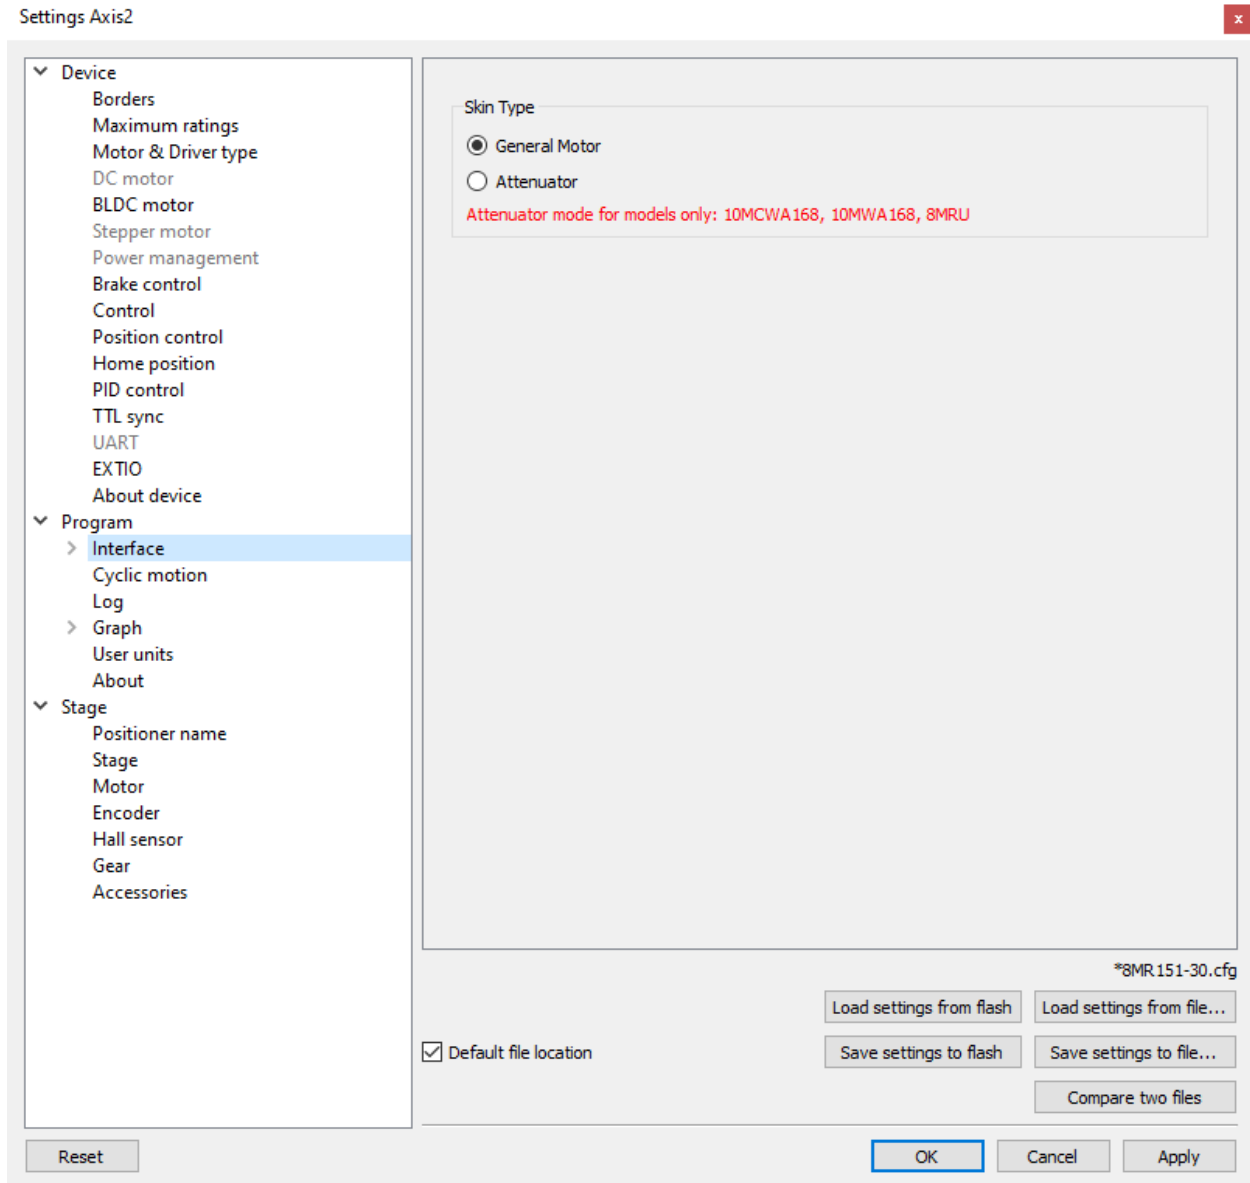 Settings Axis2
x
Device
Borders
Maximum ratings
Motor & Driver type
DC motor
BLDC motor
Stepper motor
Power management
Brake control
Control
Position control
Home position
PID control
TTL sync
UART
EXTIO
About device
Program
Interface
Cyclic motion
Log
Graph
User units
About
Stage
Positioner name
Stage
Motor
Encoder
Hall sensor
Gear
Accessories
Skin Type
General Motor
Attenuator
Attenuator mode for models only: 10MCWA168, 10MWA168, 8MRU
*8MR151-30.cfg
Load settings from flash
Load settings from file...
Default file location
Save settings to flash
Save settings to file...
Compare two files
Reset
OK
Cancel
Apply